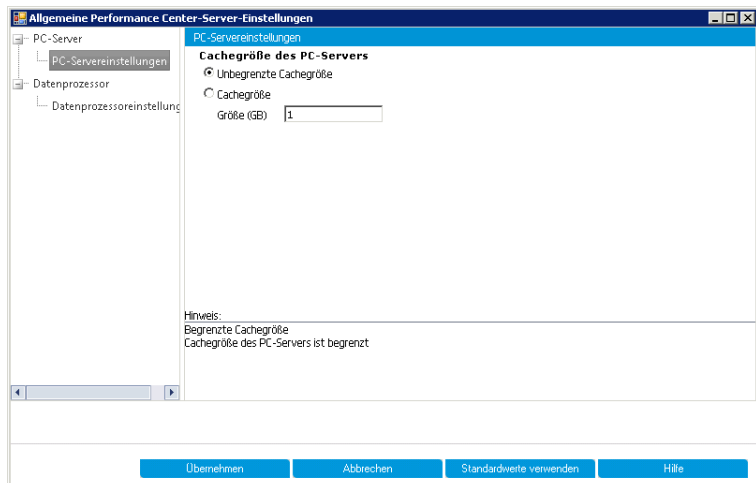 Allgemeine Performance Center-Server-Einstellungen
PC-Server
PC-Servereinstellungen
Datenprozessor
Datenprozessoreinstellung
PC-Servereinstellungen
Cachegröße des PC-Servers
Unbegrenzte Cachegröße
Cachegröße
Größe (GB) 1
Hinweis:
Begrenzte Cachegröße
Cachegröße des PC-Servers ist begrenzt
Übernehmen Abbrechen Standardwerte verwenden Hilfe